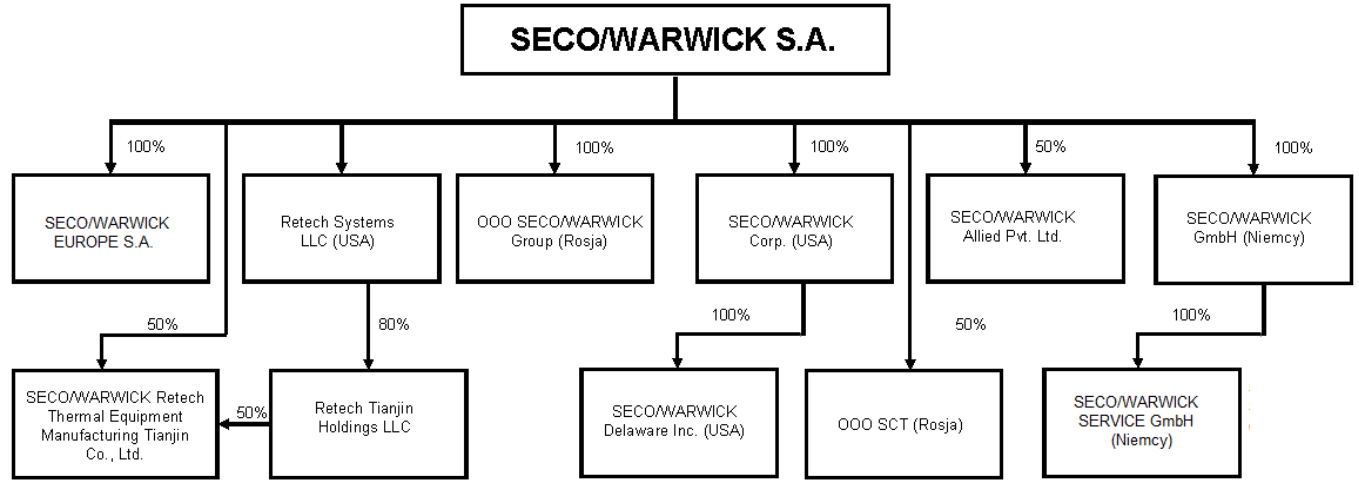 SECO/WARWICK S.A.
100%
100%
100%
50%
100%
SECO/WARWICK
EUROPE S.A.
Retech Systems
LLC (USA)
OOO SECO/WARWICK
Group (Rosja)
SECO/WARWICK
Corp. (USA)
SECO/WARWICK
Allied Pvt. Ltd.
SECO/WARWICK
GmbH (Niemcy)
50%
80%
100%
50%
100%
SECO/WARWICK Retech
Thermal Equipment
Manufacturing Tianjin
Co., Ltd.
50%
Retech Tianjin
Holdings LLC
SECO/WARWICK
Delaware Inc. (USA)
OOO SCT (Rosja)
SECO/WARWICK
SERVICE GmbH
(Niemcy)